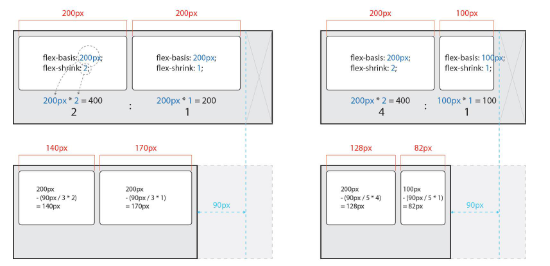 200px 200px
flex-basis: 200px;
flex-shrink: 2;
flex-basis: 200px;
flex-shrink: 1;
200px * 2 = 400 : 200px * 1 = 200
2 1
140px 170px
200px
- (90px / 3 * 2)
= 140px
200px
- (90px / 3 * 1)
= 170px
90px
200px 100px
flex-basis: 200px;
flex-shrink: 2;
flex-basis: 100px;
flex-shrink: 1;
200px * 2 = 400 : 100px * 1 = 100
4 1
128px 82px
200px
- (90px / 5 * 4)
= 128px
100px
- (90px / 5 * 1)
= 82px
90px